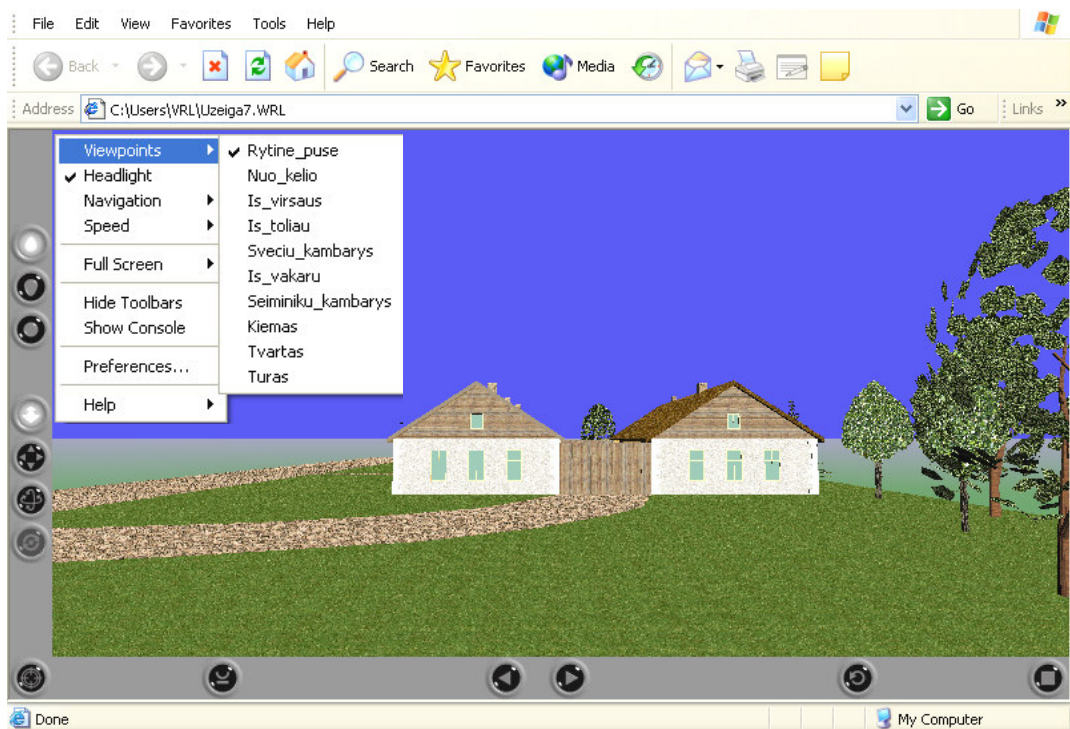 File Edit View Favorites Tools Help
Back Search Favorites Media
Address C:\Users\VRL\Uzeiga7.WRL Go Links »
Viewpoints
Headlight
Navigation
Speed
Full Screen
Hide Toolbars
Show Console
Preferences...
Help
Rytine_puse
Nuo_kelio
Is_virsaus
Is_toliau
Sveciu_kambarys
Is_vakaru
Seiminiku_kambarys
Kiemas
Tvartas
Turas
Done My Computer